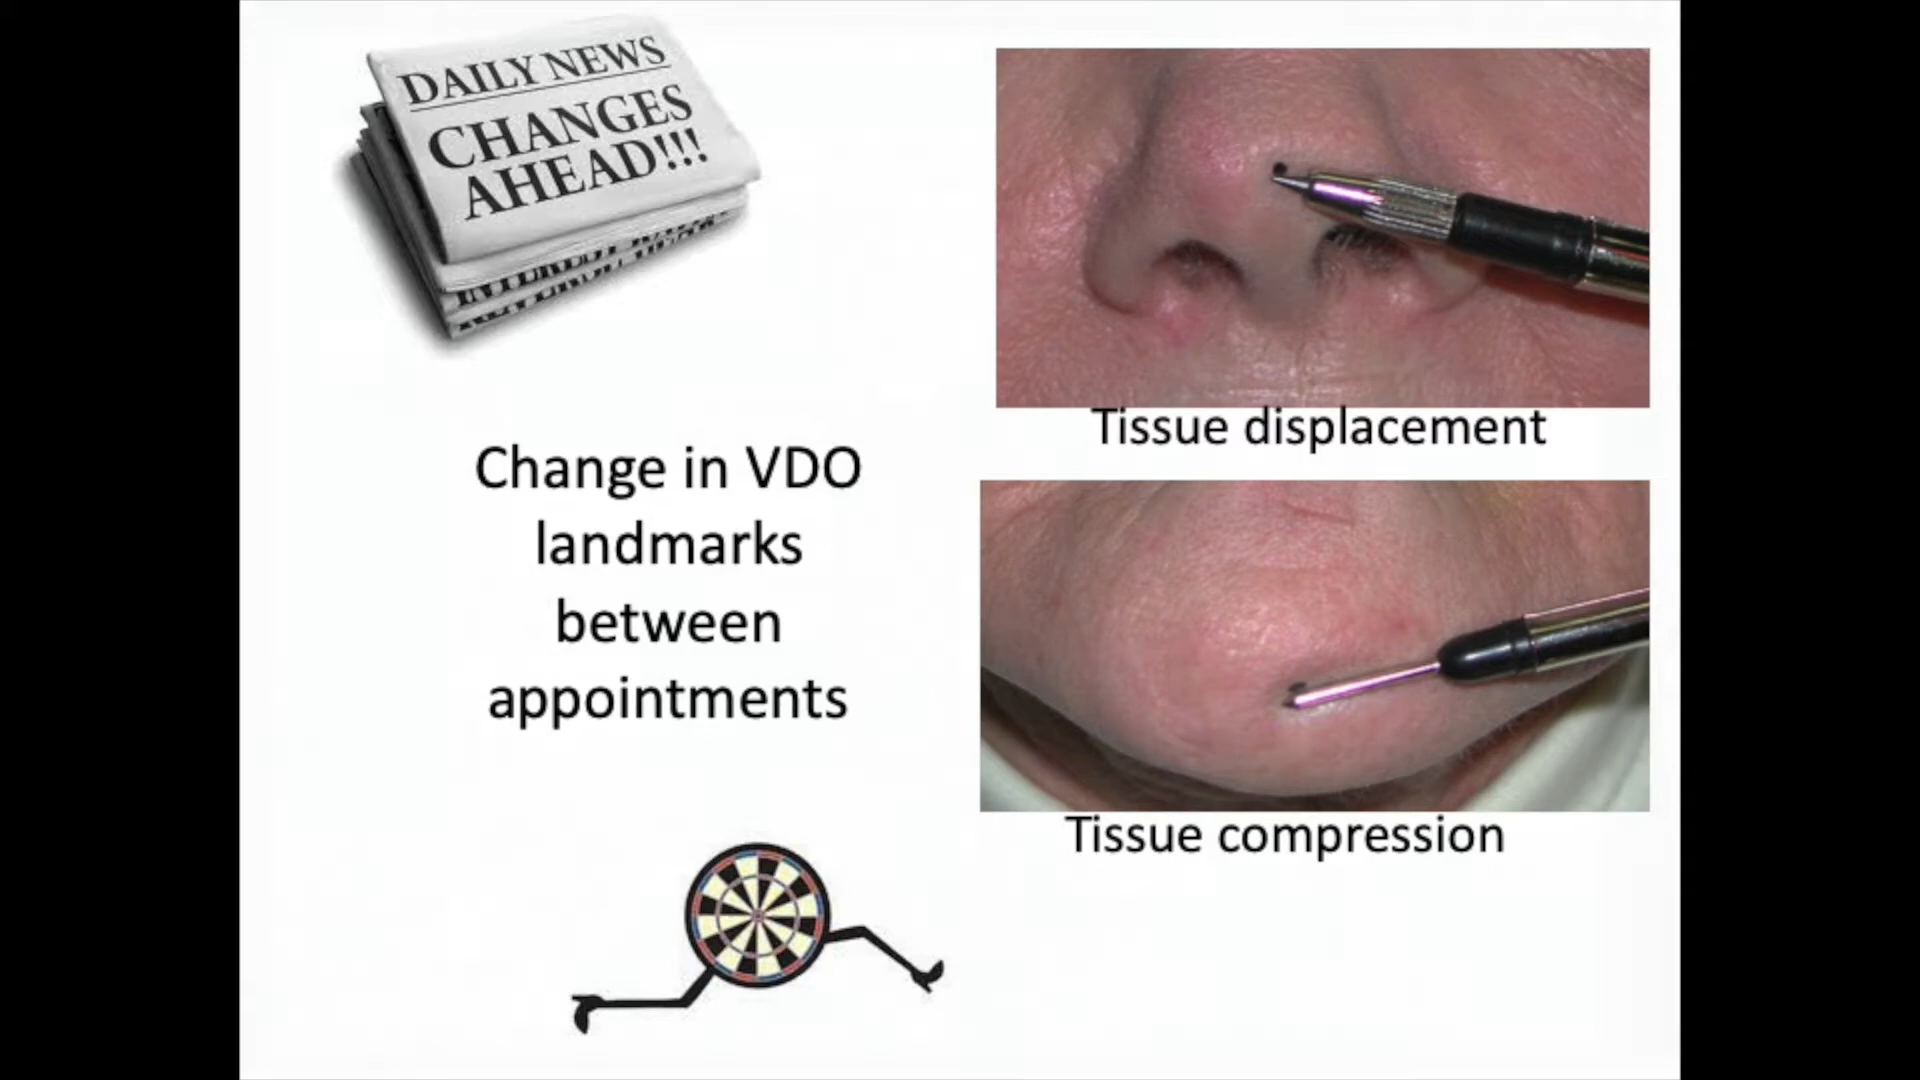 DAILY NEWS
CHANGES
AHEAD!!!
Tissue displacement
Change in VDO
landmarks
between
appointments
Tissue compression